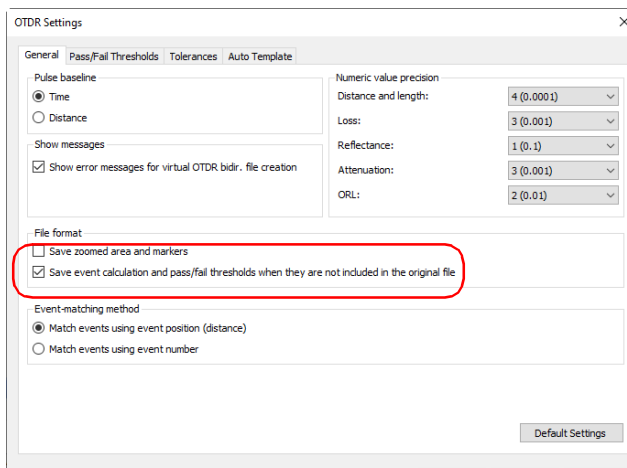 OTDR Settings
General
Pass/Fail Thresholds
Tolerances
Auto Template
Pulse baseline
Time
Distance
Show messages
Show error messages for virtual OTDR bidir. file creation
Numeric value precision
Distance and length:
4 (0.0001)
Loss:
3 (0.001)
Reflectance:
1 (0.1)
Attenuation:
3 (0.001)
ORL:
2 (0.01)
File format
Save zoomed area and markers
Save event calculation and pass/fail thresholds when they are not included in the original file
Event-matching method
Match events using event position (distance)
Match events using event number
Default Settings